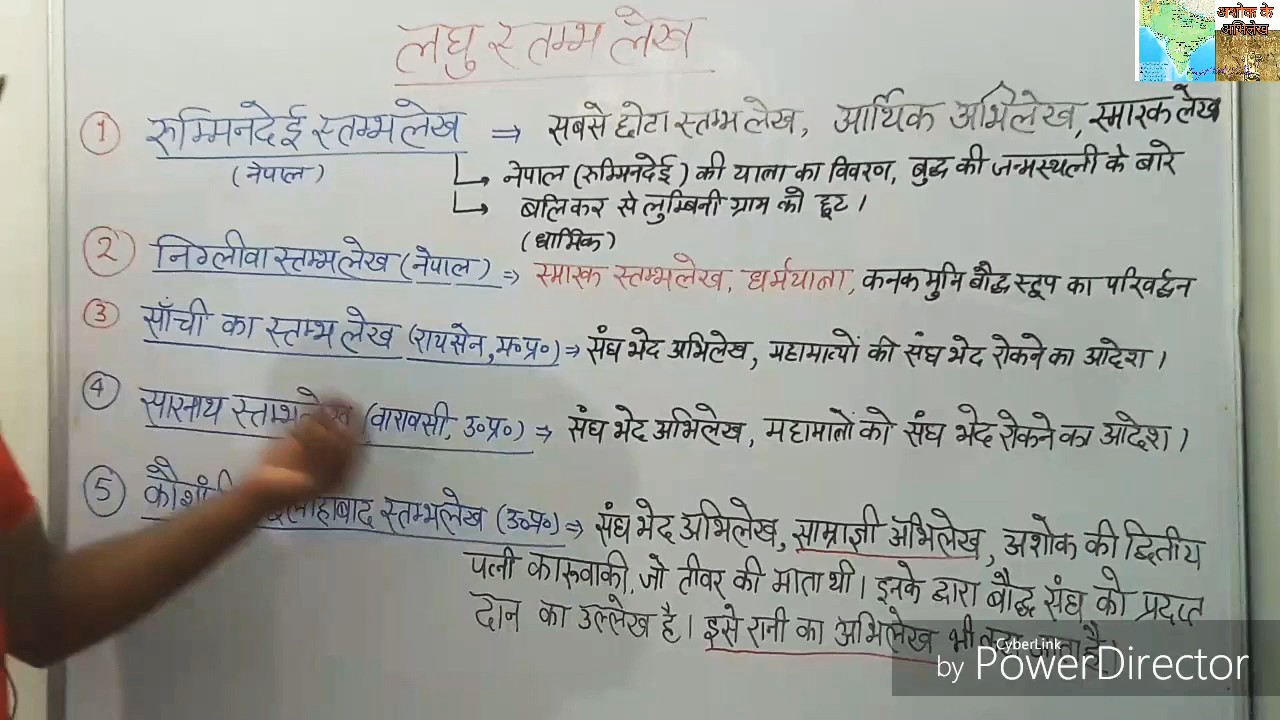 अशोक के
अभिलेख
लघु स्तम्भ लेख
① रुम्मिनदेई स्तम्भलेख ⇒ सबसे छोटा स्तम्भ लेख, आर्थिक अभिलेख, स्मारक लेख
(नेपाल)
↳ नेपाल (रुम्मिनदेई) की यात्रा का विवरण, बुद्ध की जन्मस्थली के बारे
↳ बलिकर से लुम्बिनी ग्राम को छूट।
(धार्मिक)
② निग्लीवा स्तम्भलेख (नेपाल) ⇒ स्मारक स्तम्भलेख, धर्मयात्रा, कनकमुनि बौद्ध स्तूप का परिवर्द्धन
③ साँची का स्तम्भ लेख (रायसेन, म०प्र०) ⇒ संघ भेद अभिलेख, महामात्यों की संघ भेद रोकने का आदेश।
④ सारनाथ स्तम्भलेख (वाराणसी, उ०प्र०) ⇒ संघ भेद अभिलेख, महामात्रों को संघ भेद रोकने का आदेश।
⑤ स्तम्भलेख (उ०प्र०) ⇒ संघ भेद अभिलेख, साम्राज्ञी अभिलेख, अशोक की द्वितीय
पत्नी कारूवाकी, जो तीवर की माता थी। इनके द्वारा बौद्ध संघ को प्रदत्त
दान का उल्लेख है। इसे रानी का अभिलेख भी
CyberLink
by PowerDirector